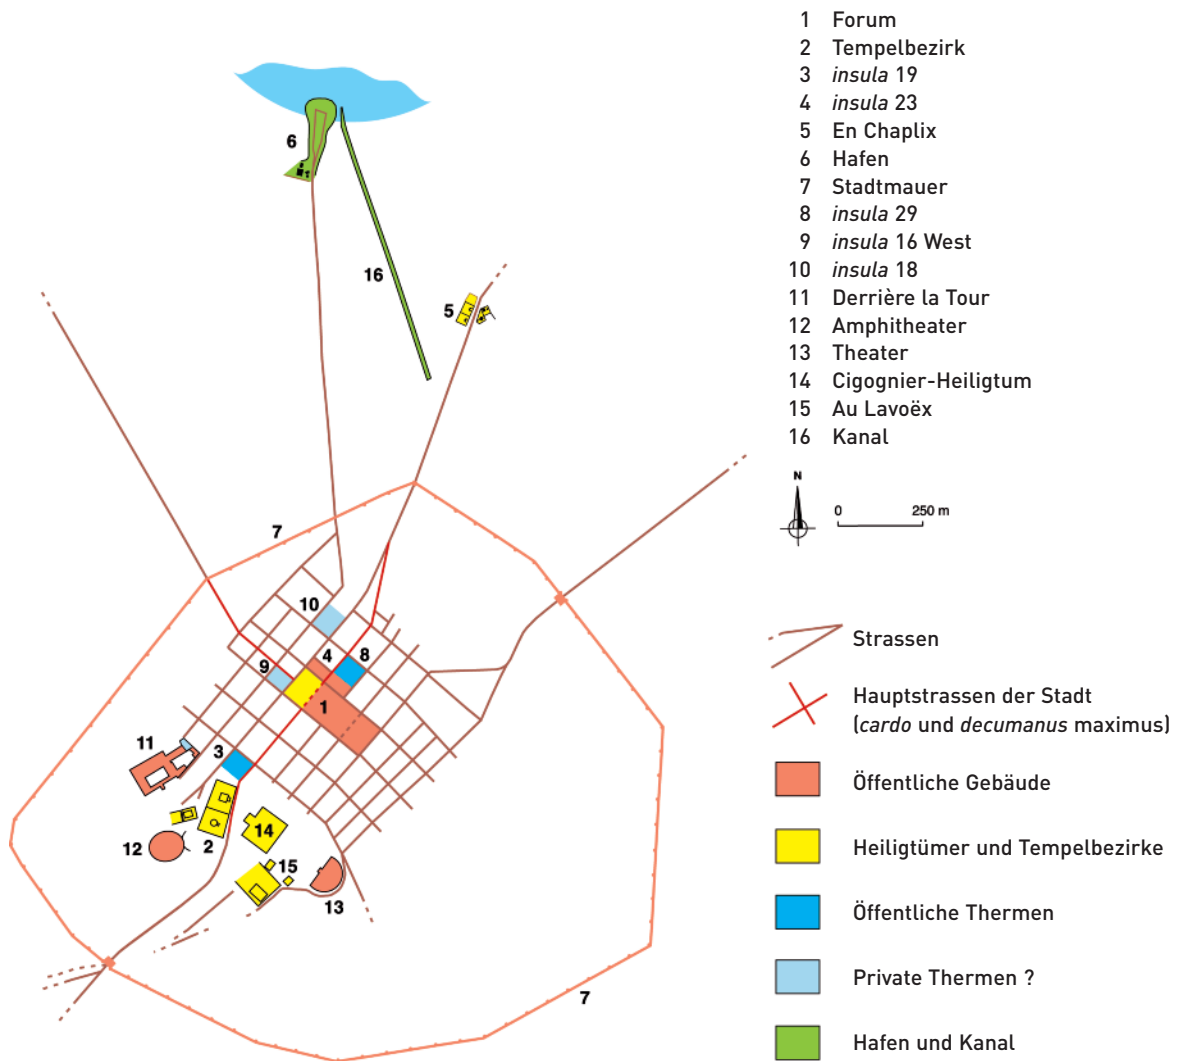 1 Forum
2 Tempelbezirk
3 insula 19
4 insula 23
5 En Chaplix
6 Hafen
7 Stadtmauer
8 insula 29
9 insula 16 West
10 insula 18
11 Derrière la Tour
12 Amphitheater
13 Theater
14 Cigognier-Heiligtum
15 Au Lavoëx
16 Kanal
N
0 250 m
Strassen
Hauptstrassen der Stadt
(cardo und decumanus maximus)
Öffentliche Gebäude
Heiligtümer und Tempelbezirke
Öffentliche Thermen
Private Thermen ?
Hafen und Kanal
6
16
5
7
10
4
8
9
1
11
3
14
12
2
15
13
7